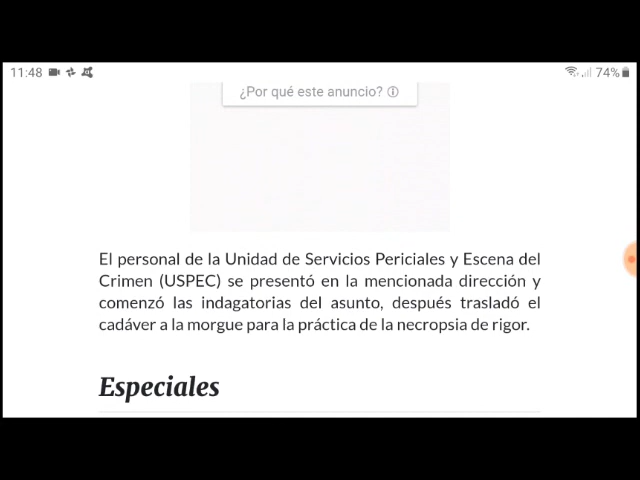 11:48
74%
¿Por qué este anuncio?
El personal de la Unidad de Servicios Periciales y Escena del
Crimen (USPEC) se presentó en la mencionada dirección y
comenzó las indagatorias del asunto, después trasladó el
cadáver a la morgue para la práctica de la necropsia de rigor.
Especiales